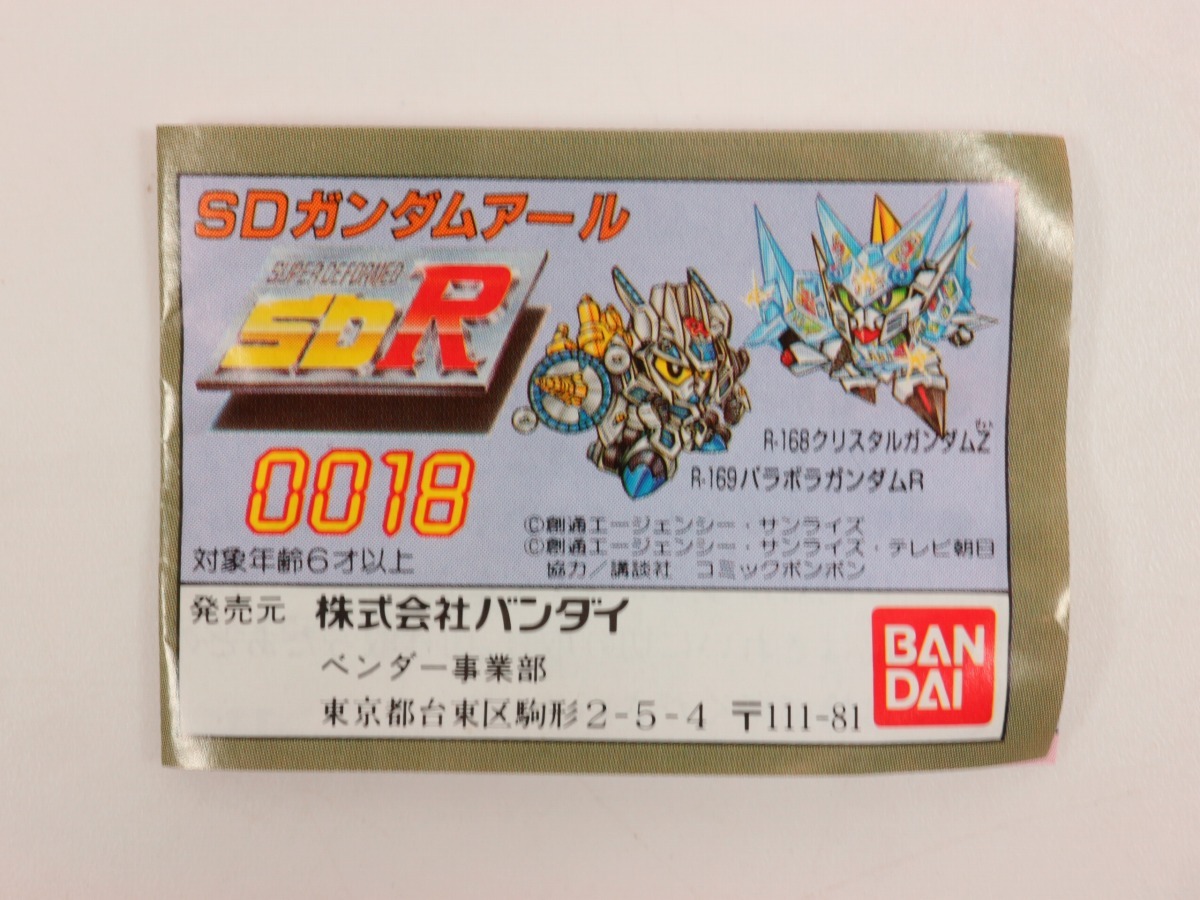 SDガンダムアール
SUPER DEFORMED
SDR
R-168クリスタルガンダムZ
ぜっと
R-169パラボラガンダムR
0018
対象年齢6才以上
©創通エージェンシー・サンライズ
©創通エージェンシー・サンライズ・テレビ朝日
協力/講談社 コミックボンボン
発売元 株式会社バンダイ
ベンダー事業部
東京都台東区駒形2-5-4 〒111-81
BAN
DAI